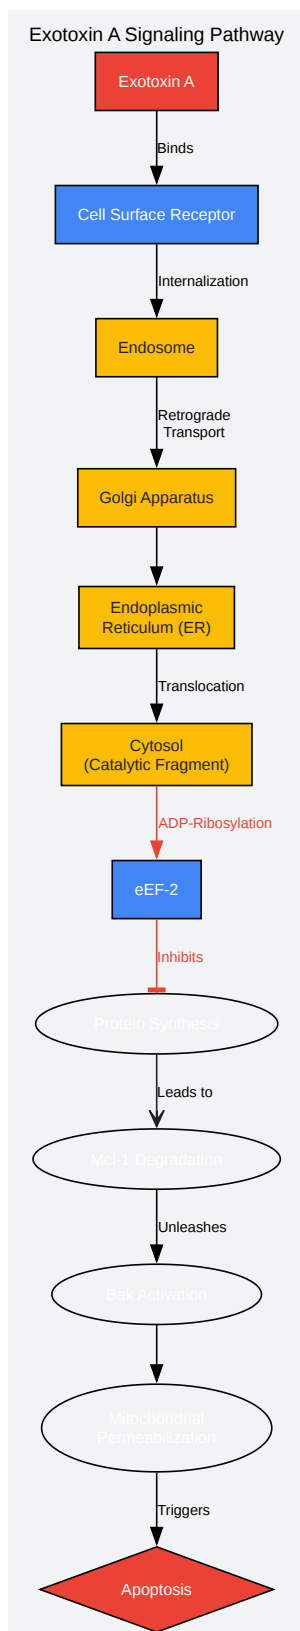 Exotoxin A Signaling Pathway
Exotoxin A
Binds
Cell Surface Receptor
Internalization
Endosome
Retrograde
Transport
Golgi Apparatus
Endoplasmic
Reticulum (ER)
Translocation
Cytosol
(Catalytic Fragment)
ADP-Ribosylation
eEF-2
Inhibits
Protein Synthesis
Leads to
Mcl-1 Degradation
Unleashes
Bak Activation
Mitochondrial
Permeabilization
Triggers
Apoptosis